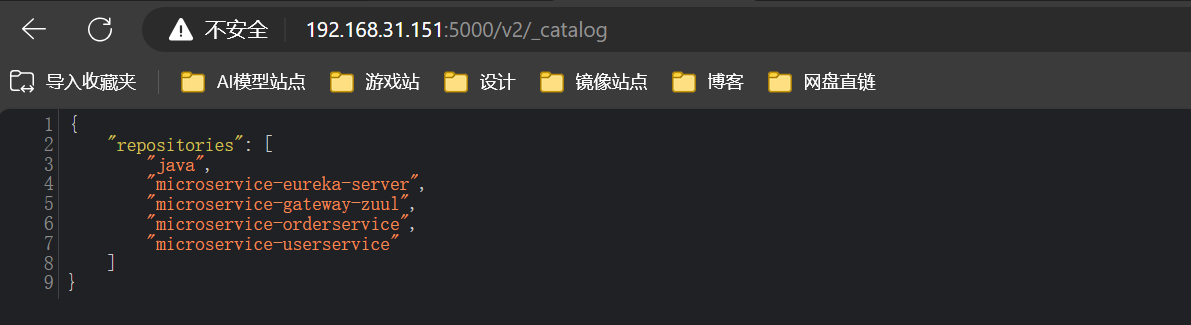 不安全 192.168.31.151:5000/v2/_catalog
导入收藏夹 AI模型站点 游戏站 设计 镜像站点 博客 网盘直链
1 {
2 "repositories": [
3 "java",
4 "microservice-eureka-server",
5 "microservice-gateway-zuul",
6 "microservice-orderservice",
7 "microservice-userservice"
8 ]
9 }